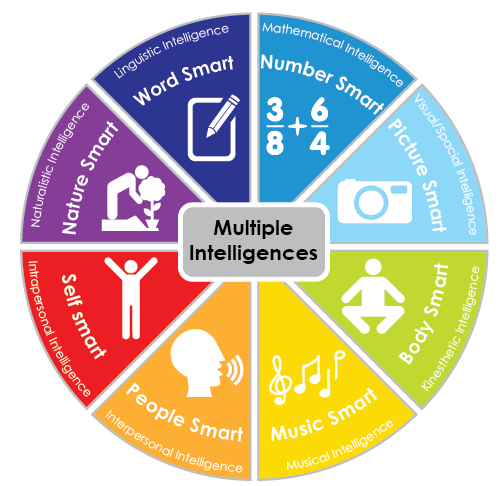 Multiple
Intelligences
Linguistic Intelligence
Word Smart
Mathematical Intelligence
Number Smart
3/8 + 6/4
Visual/Spacial Intelligence
Picture Smart
Kinesthetic Intelligence
Body Smart
Music Smart
Musical Intelligence
People Smart
Interpersonal Intelligence
Self smart
Intrapersonal Intelligence
Naturalistic Intelligence
Nature Smart